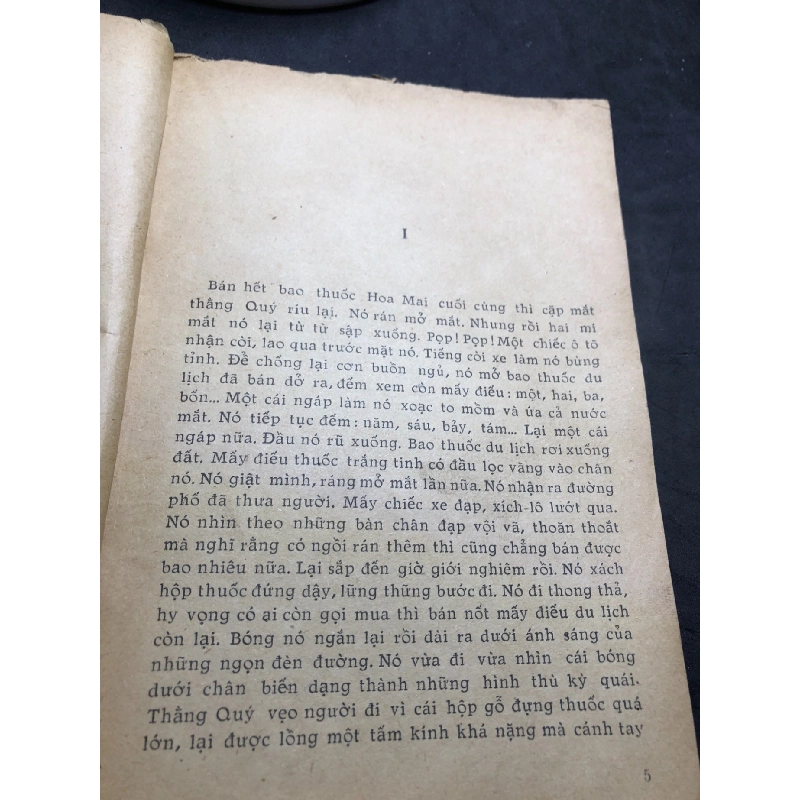 I
Bán hết bao thuốc Hoa Mai cuối cùng thì cặp mắt
thằng Quý ríu lại. Nó rán mở mắt. Nhưng rồi hai mi
mắt nó lại từ từ sập xuống. Pọp! Pọp! Một chiếc ô tô
nhận còi, lao qua trước mặt nó. Tiếng còi xe làm nó bừng
tỉnh. Để chống lại cơn buồn ngủ, nó mở bao thuốc du
lịch đã bán dở ra, đếm xem còn mấy điếu: một, hai, ba,
bốn... Một cái ngáp làm nó xoạc to mồm và úa cả nước
mắt. Nó tiếp tục đếm: năm, sáu, bảy, tám... Lại một cái
ngáp nữa. Đầu nó rũ xuống. Bao thuốc du lịch rơi xuống
đất. Mấy điếu thuốc trắng tinh có đầu lọc văng vào chân
nó. Nó giật mình, ráng mở mắt lần nữa. Nó nhận ra đường
phố đã thưa người. Mấy chiếc xe đạp, xích-lô lướt qua.
Nó nhìn theo những bàn chân đạp vội vã, thoăn thoắt
mà nghĩ rằng có ngồi rán thêm thì cũng chẳng bán được
bao nhiêu nữa. Lại sắp đến giờ giới nghiêm rồi. Nó xách
hộp thuốc đứng dậy, lững thững bước đi. Nó đi thong thả,
hy vọng có ai còn gọi mua thì bán nốt mấy điếu du lịch
còn lại. Bóng nó ngắn lại rồi dài ra dưới ánh sáng của
những ngọn đèn đường. Nó vừa đi vừa nhìn cái bóng
dưới chân biến dạng thành những hình thù kỳ quái.
Thằng Quý vẹo người đi vì cái hộp gỗ đựng thuốc quá
lớn, lại được lồng một tấm kính khá nặng mà cánh tay
5